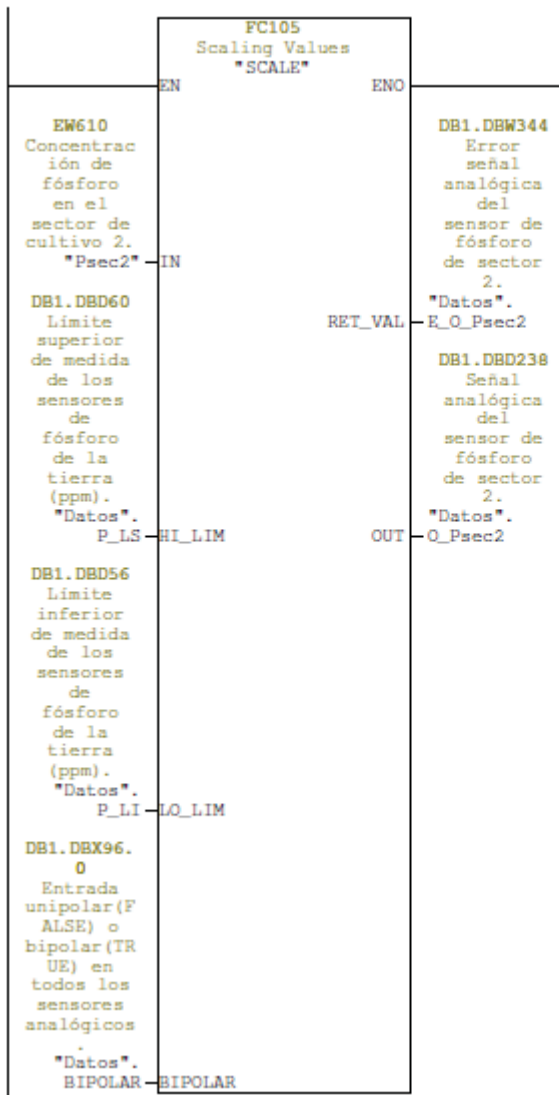 FC105
Scaling Values
"SCALE"
EN
ENO
EW610
Concentrac
ión de
fósforo
en el
sector de
cultivo 2.
"Psec2"
IN
DB1.DBW344
Error
señal
analógica
del
sensor de
fósforo
de sector
2.
"Datos".
RET_VAL
E_O_Psec2
DB1.DBD60
Límite
superior
de medida
de los
sensores
de
fósforo
de la
tierra
(ppm).
"Datos".
P_LS
HI_LIM
DB1.DBD238
Señal
analógica
del
sensor de
fósforo
de sector
2.
"Datos".
OUT
O_Psec2
DB1.DBD56
Límite
inferior
de medida
de los
sensores
de
fósforo
de la
tierra
(ppm).
"Datos".
P_LI
LO_LIM
DB1.DBX96.
0
Entrada
unipolar(F
ALSE) o
bipolar(TR
UE) en
todos los
sensores
analógicos
.
"Datos".
BIPOLAR
BIPOLAR